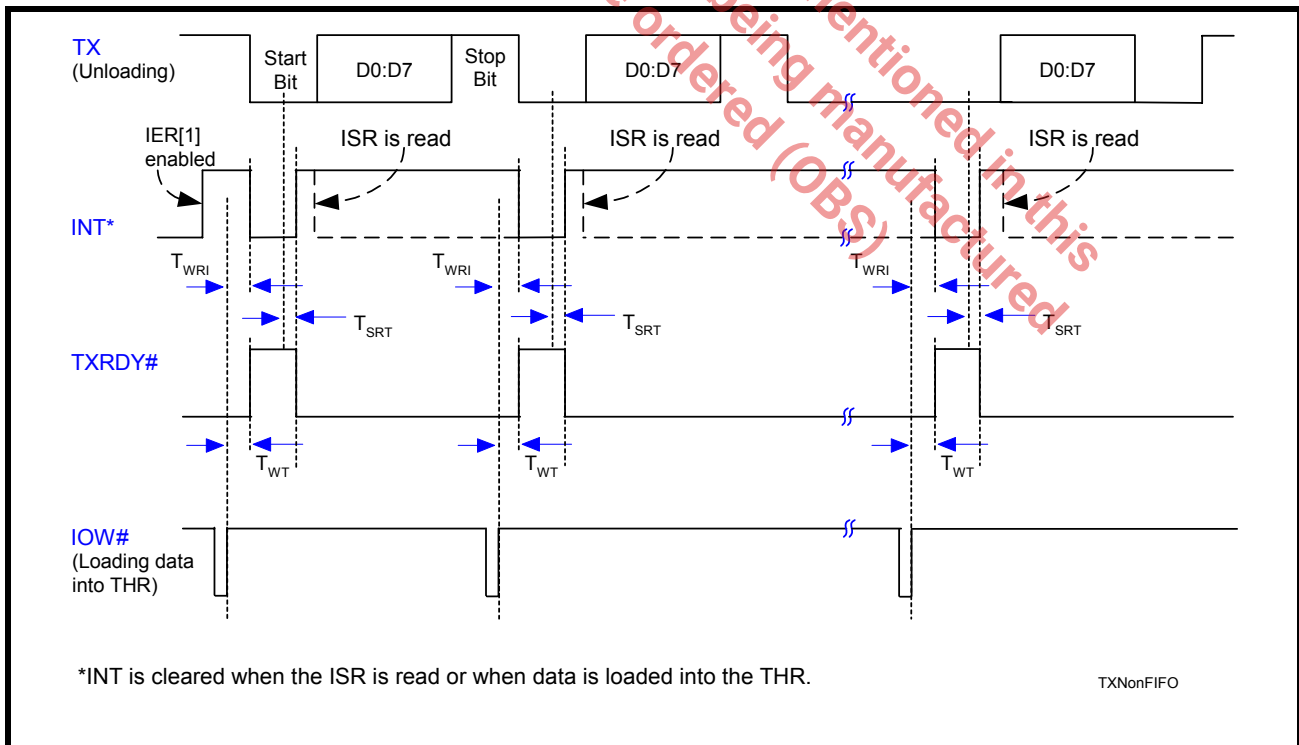 mentioned in this
being manufactured
ordered (OBS)
TX
(Unloading)
Start
Bit
D0:D7
Stop
Bit
D0:D7
D0:D7
IER[1]
enabled
ISR is read
ISR is read
ISR is read
INT*
TWRI
TWRI
TWRI
TSRT
TSRT
TSRT
TXRDY#
TWT
TWT
TWT
IOW#
(Loading data
into THR)
*INT is cleared when the ISR is read or when data is loaded into the THR.
TXNonFIFO